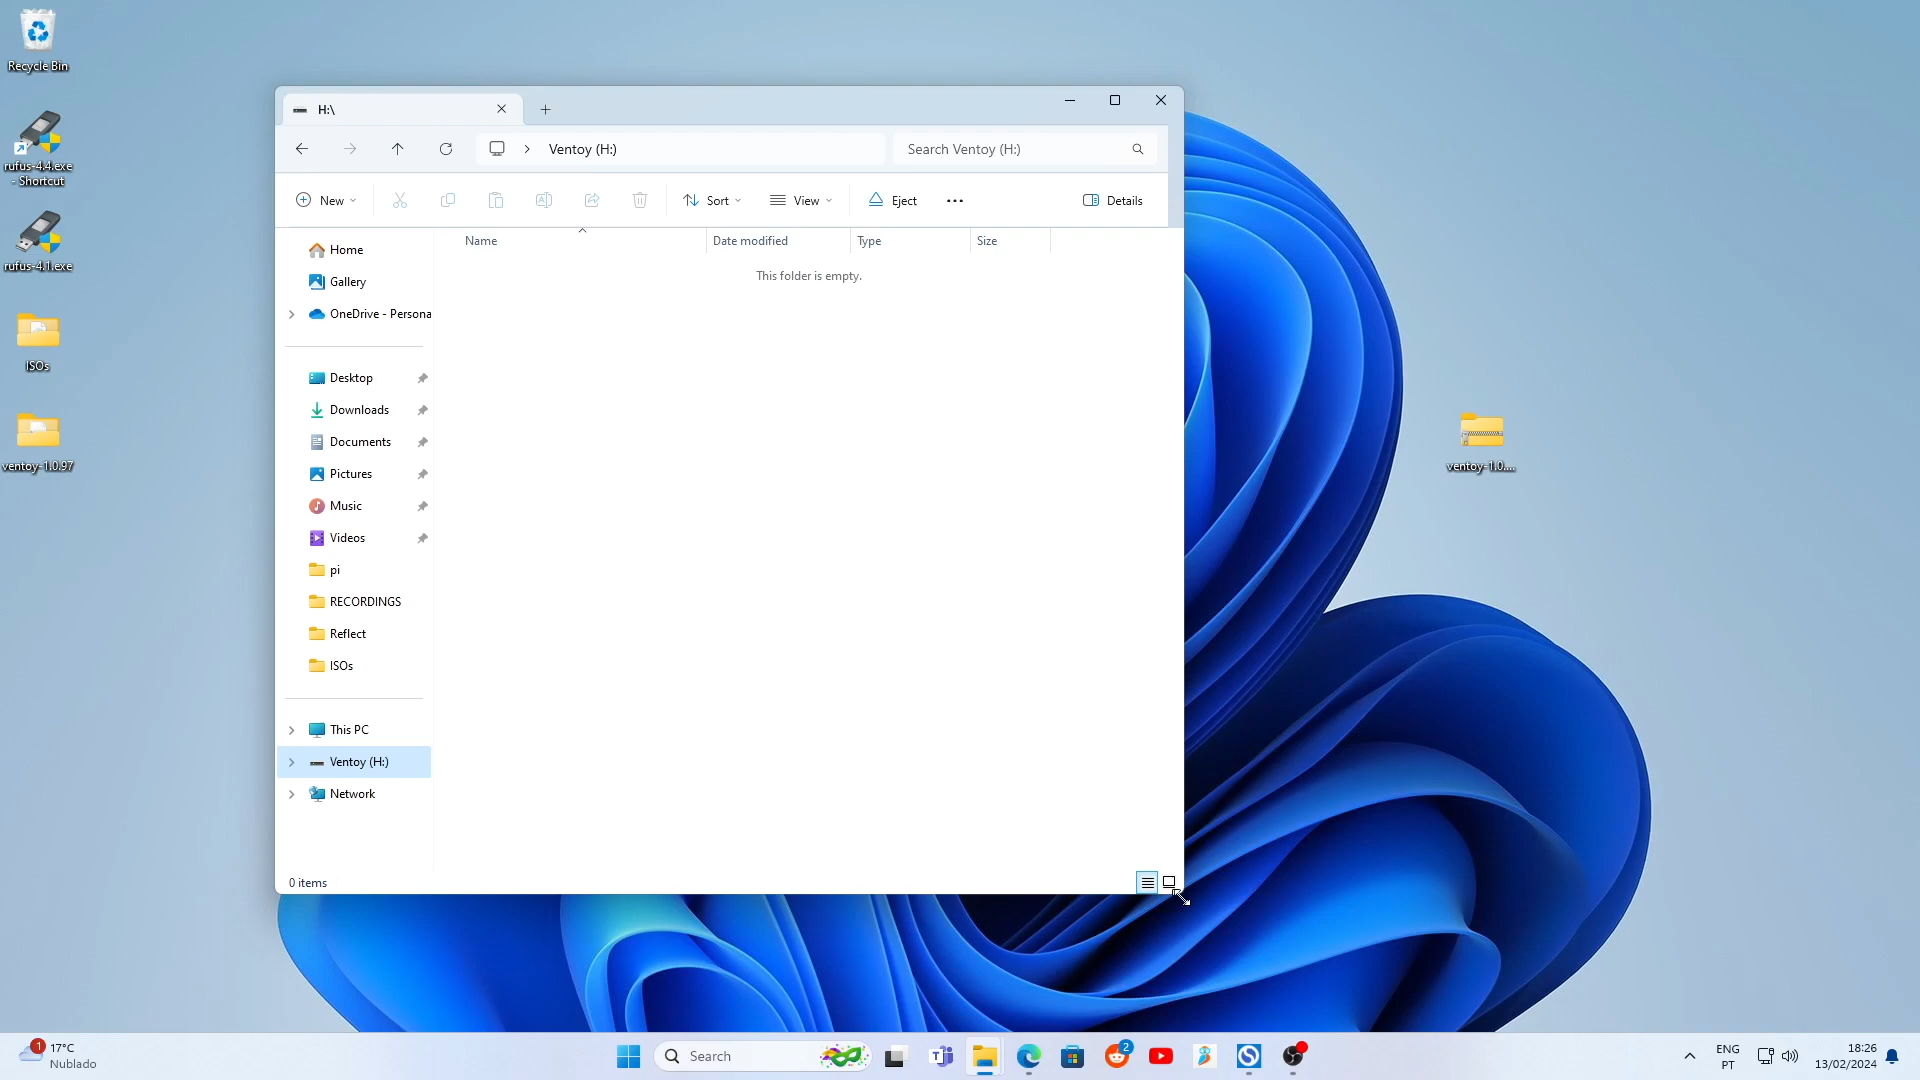 Recycle Bin
rufus-4.4.exe
- Shortcut
rufus-4.1.exe
ISOs
ventoy-1.0.97
H:\
Ventoy (H:)
Search Ventoy (H:)
New
Sort
View
Eject
Details
Name
Date modified
Type
Size
This folder is empty.
Home
Gallery
OneDrive - Persona
Desktop
Downloads
Documents
Pictures
Music
Videos
pi
RECORDINGS
Reflect
ISOs
This PC
Ventoy (H:)
Network
0 items
ventoy-1.0....
1
17°C
Nublado
Search
2
ENG
PT
18:26
13/02/2024